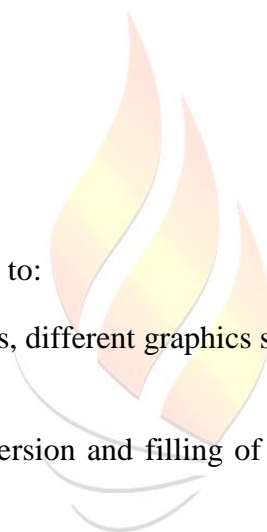 to:
s, different graphics s
ersion and filling of